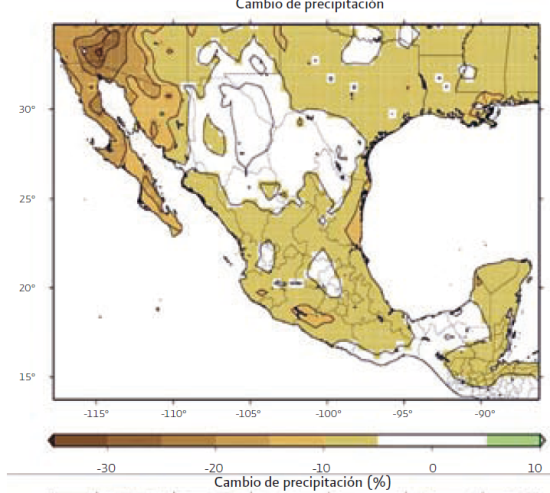 Cambio de precipitación
30°
25°
20°
15°
-115° -110° -105° -100° -95° -90°
-30 -20 -10 0 10
Cambio de precipitación (%)